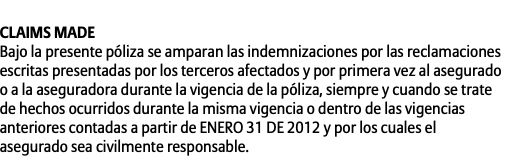 CLAIMS MADE
Bajo la presente póliza se amparan las indemnizaciones por las reclamaciones
escritas presentadas por los terceros afectados y por primera vez al asegurado
o a la aseguradora durante la vigencia de la póliza, siempre y cuando se trate
de hechos ocurridos durante la misma vigencia o dentro de las vigencias
anteriores contadas a partir de ENERO 31 DE 2012 y por los cuales el
asegurado sea civilmente responsable.